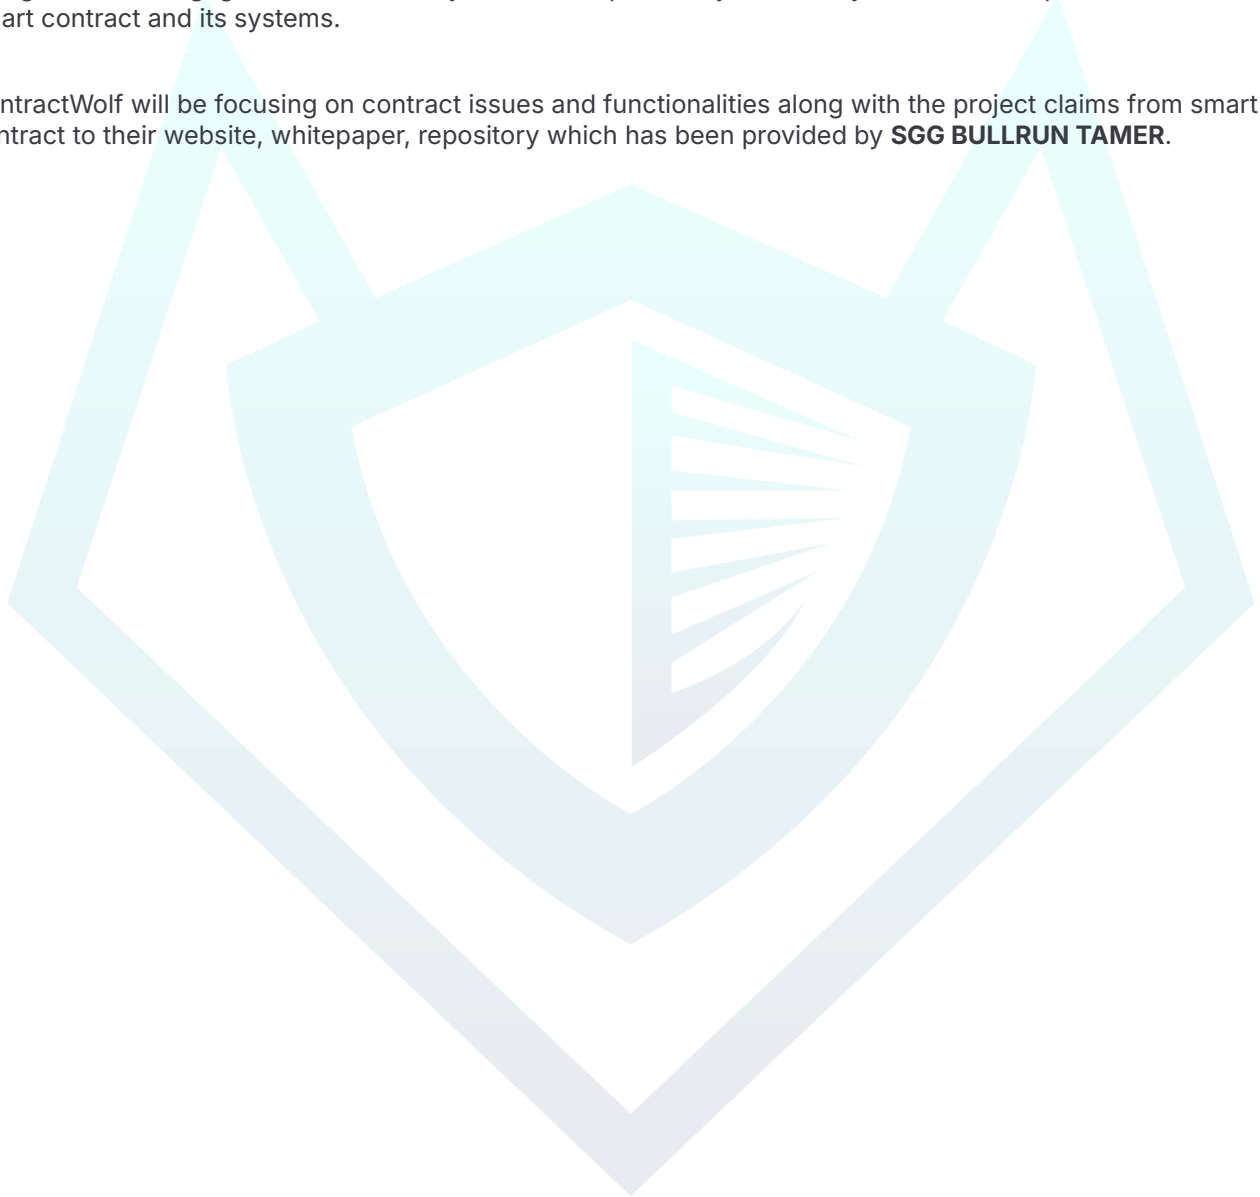 art contract and its systems.
ntractWolf will be focusing on contract issues and functionalities along with the project claims from smart
ntract to their website, whitepaper, repository which has been provided by SGG BULLRUN TAMER.